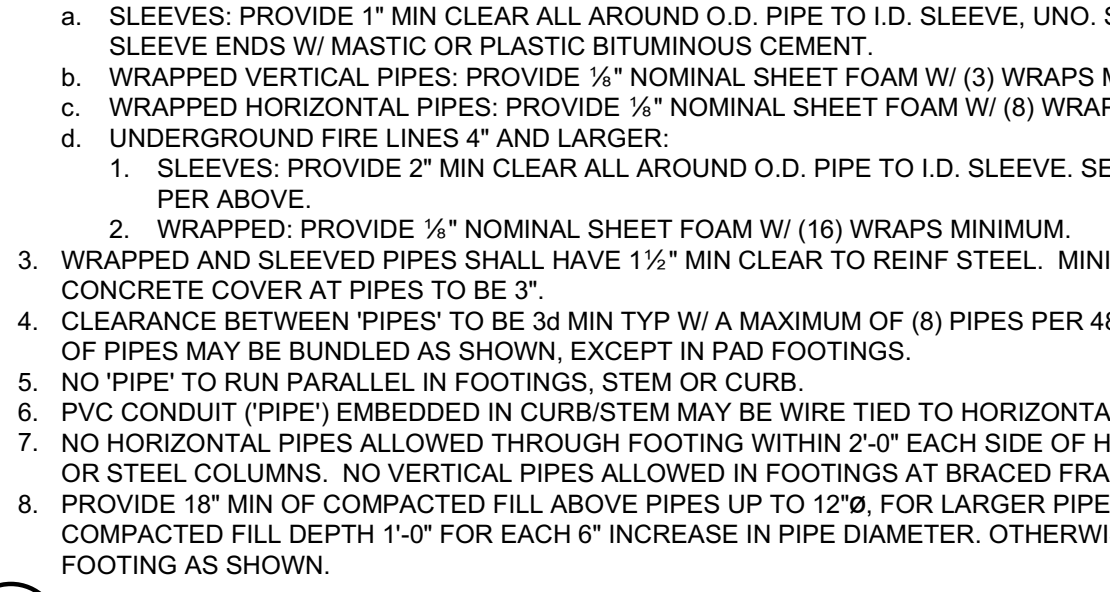 a. SLEEVES: PROVIDE 1" MIN CLEAR ALL AROUND O.D. PIPE TO I.D. SLEEVE, UNO.
SLEEVE ENDS W/ MASTIC OR PLASTIC BITUMINOUS CEMENT.
b. WRAPPED VERTICAL PIPES: PROVIDE ⅛" NOMINAL SHEET FOAM W/ (3) WRAPS
c. WRAPPED HORIZONTAL PIPES: PROVIDE ⅛" NOMINAL SHEET FOAM W/ (8)
d. UNDERGROUND FIRE LINES 4" AND LARGER:
1. SLEEVES: PROVIDE 2" MIN CLEAR ALL AROUND O.D. PIPE TO I.D. SLEEVE.
PER ABOVE.
2. WRAPPED: PROVIDE ⅛" NOMINAL SHEET FOAM W/ (16) WRAPS MINIMUM.
3. WRAPPED AND SLEEVED PIPES SHALL HAVE 1½" MIN CLEAR TO REINF STEEL.
CONCRETE COVER AT PIPES TO BE 3".
4. CLEARANCE BETWEEN 'PIPES' TO BE 3d MIN TYP W/ A MAXIMUM OF (8) PIPES PER
OF PIPES MAY BE BUNDLED AS SHOWN, EXCEPT IN PAD FOOTINGS.
5. NO 'PIPE' TO RUN PARALLEL IN FOOTINGS, STEM OR CURB.
6. PVC CONDUIT ('PIPE') EMBEDDED IN CURB/STEM MAY BE WIRE TIED TO
7. NO HORIZONTAL PIPES ALLOWED THROUGH FOOTING WITHIN 2'-0" EACH SIDE OF
OR STEEL COLUMNS. NO VERTICAL PIPES ALLOWED IN FOOTINGS AT BRACED
8. PROVIDE 18" MIN OF COMPACTED FILL ABOVE PIPES UP TO 12"Ø, FOR LARGER
COMPACTED FILL DEPTH 1'-0" FOR EACH 6" INCREASE IN PIPE DIAMETER.
FOOTING AS SHOWN.